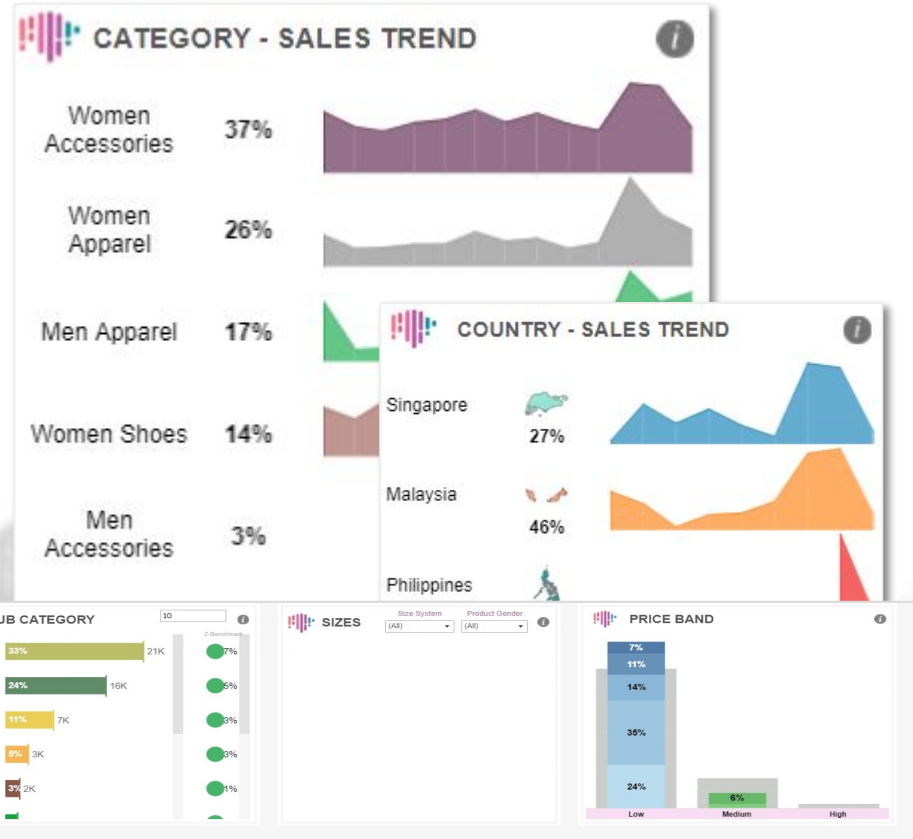 CATEGORY - SALES TREND
i
Women
Accessories
37%
Women
Apparel
26%
Men Apparel
17%
Women Shoes
14%
Men
Accessories
3%
COUNTRY - SALES TREND
i
Singapore
27%
Malaysia
46%
Philippines
UB CATEGORY
10
i
Z-Benchmark
33%
21K
7%
24%
16K
5%
11%
7K
3%
5%
3K
3%
3%
2K
1%
SIZES
Size System
(All)
Product Gender
(All)
i
PRICE BAND
i
7%
11%
14%
35%
24%
6%
Low
Medium
High